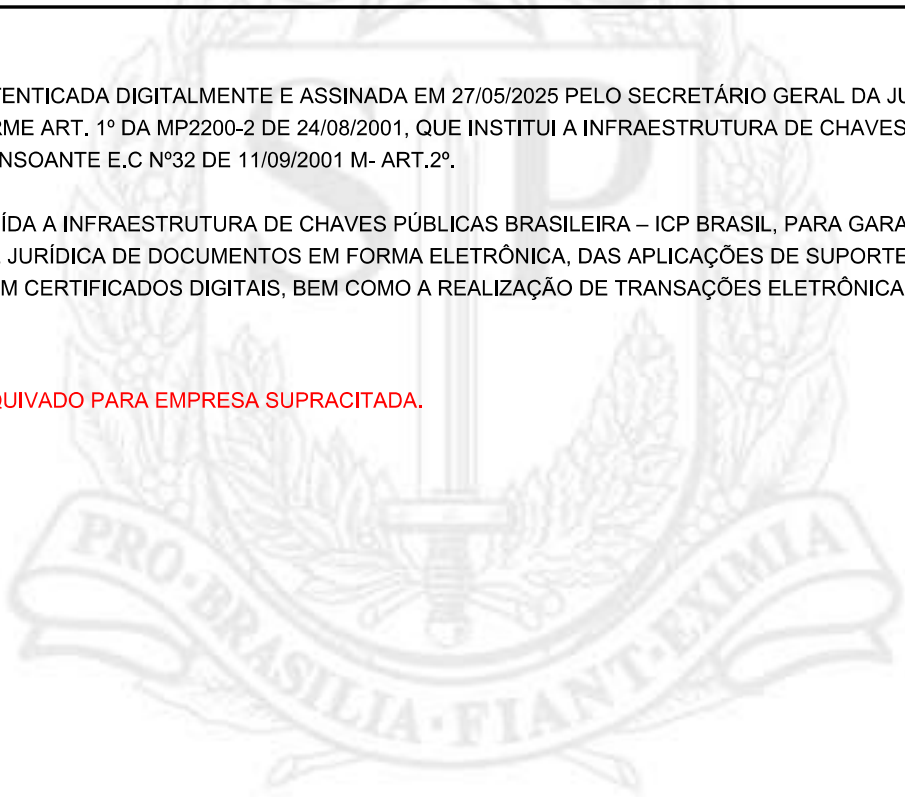 TENTICADA DIGITALMENTE E ASSINADA EM 27/05/2025 PELO SECRETÁRIO GERAL DA JU
RME ART. 1º DA MP2200-2 DE 24/08/2001, QUE INSTITUI A INFRAESTRUTURA DE CHAVES
NSOANTE E.C Nº32 DE 11/09/2001 M- ART.2º.
ÍDA A INFRAESTRUTURA DE CHAVES PÚBLICAS BRASILEIRA – ICP BRASIL, PARA GARA
JURÍDICA DE DOCUMENTOS EM FORMA ELETRÔNICA, DAS APLICAÇÕES DE SUPORTE
M CERTIFICADOS DIGITAIS, BEM COMO A REALIZAÇÃO DE TRANSAÇÕES ELETRÔNICA
QUIVADO PARA EMPRESA SUPRACITADA.
SP
PRO·BRASILIA·FIANT·EXIMIA